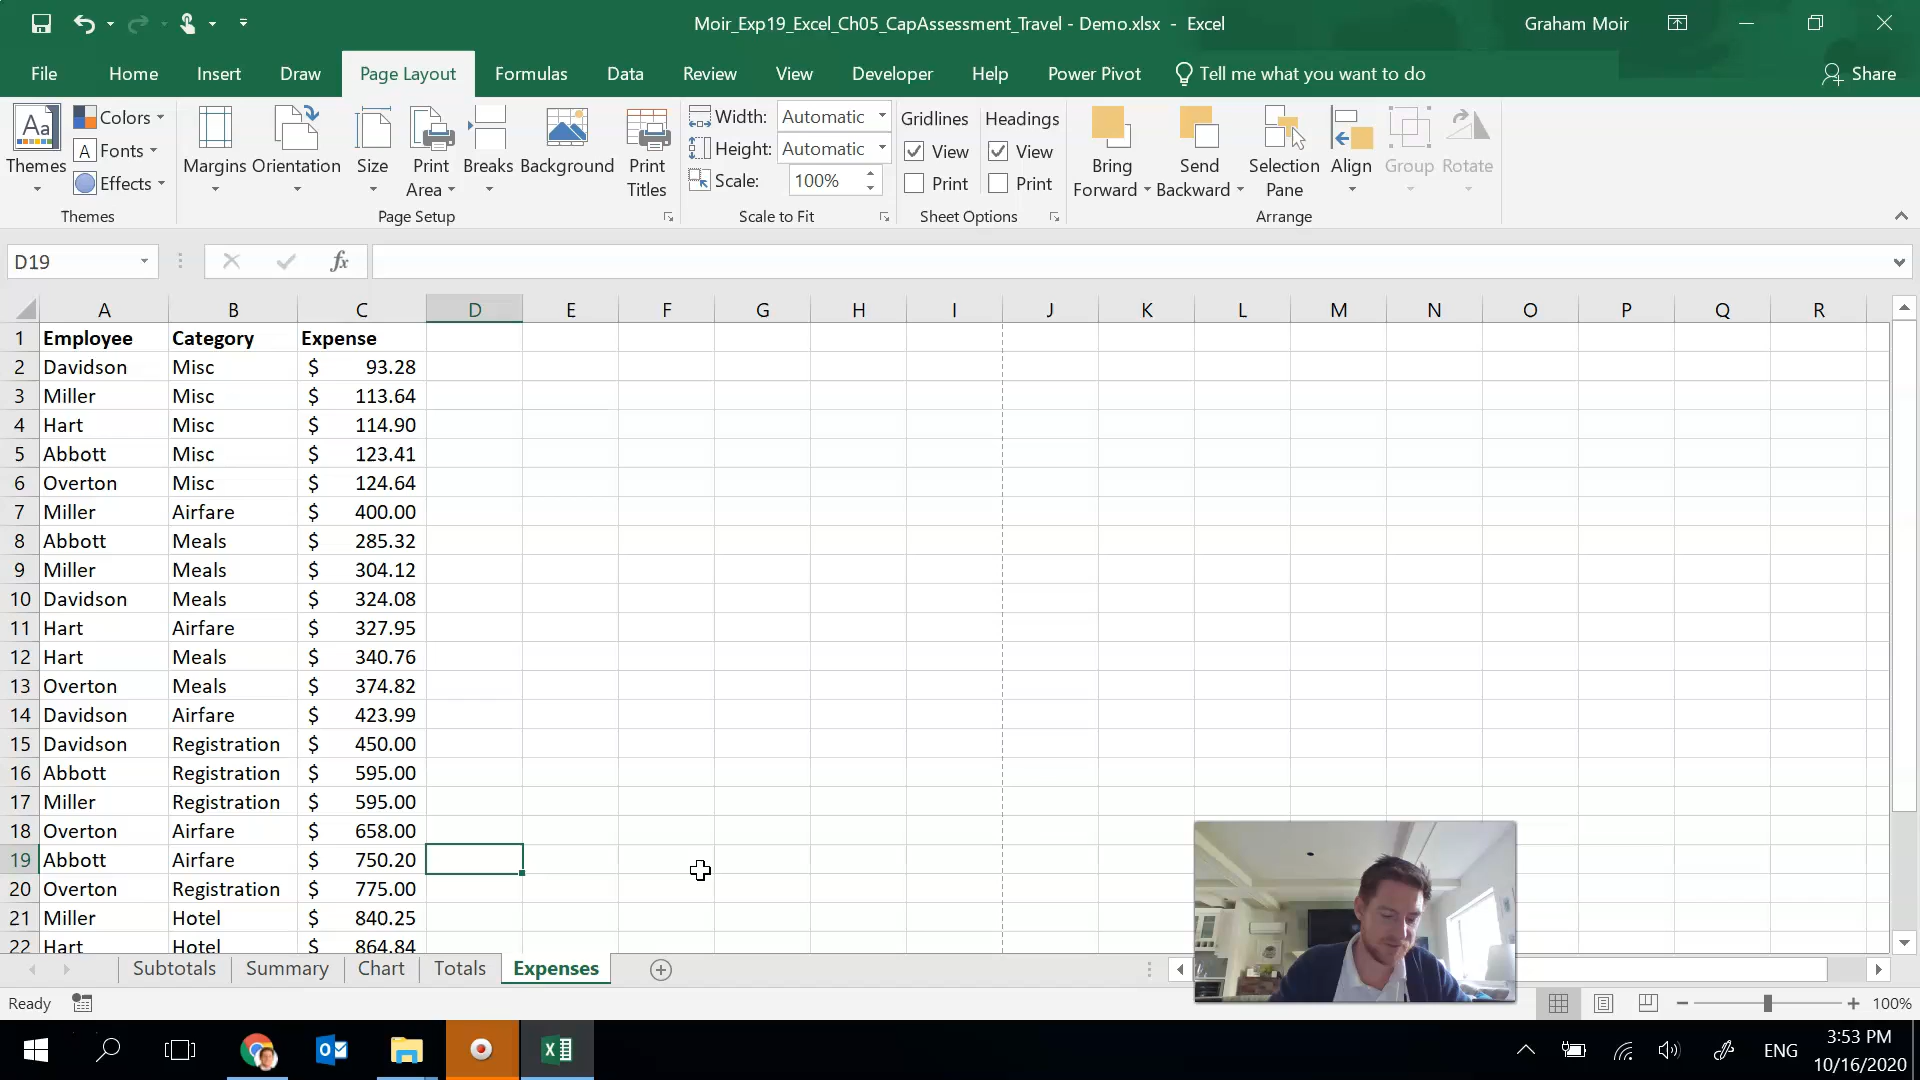 Moir_Exp19_Excel_Ch05_CapAssessment_Travel - Demo.xlsx - Excel
Graham Moir
File Home Insert Draw Page Layout Formulas Data Review View Developer Help Power Pivot Tell me what you want to do Share
Aa Themes
Colors
A Fonts
Effects
Themes
Margins Orientation Size Print Area Breaks Background Print Titles
Page Setup
Width: Automatic
Height: Automatic
Scale: 100%
Scale to Fit
Gridlines Headings
View View
Print Print
Sheet Options
Bring Forward Send Backward Selection Pane Align Group Rotate
Arrange
D19 fx
A B C D E F G H I J K L M N O P Q R
1 Employee Category Expense
2 Davidson Misc $ 93.28
3 Miller Misc $ 113.64
4 Hart Misc $ 114.90
5 Abbott Misc $ 123.41
6 Overton Misc $ 124.64
7 Miller Airfare $ 400.00
8 Abbott Meals $ 285.32
9 Miller Meals $ 304.12
10 Davidson Meals $ 324.08
11 Hart Airfare $ 327.95
12 Hart Meals $ 340.76
13 Overton Meals $ 374.82
14 Davidson Airfare $ 423.99
15 Davidson Registration $ 450.00
16 Abbott Registration $ 595.00
17 Miller Registration $ 595.00
18 Overton Airfare $ 658.00
19 Abbott Airfare $ 750.20
20 Overton Registration $ 775.00
21 Miller Hotel $ 840.25
22 Hart Hotel $ 864.84
Subtotals Summary Chart Totals Expenses
Ready 100%
ENG
3:53 PM
10/16/2020